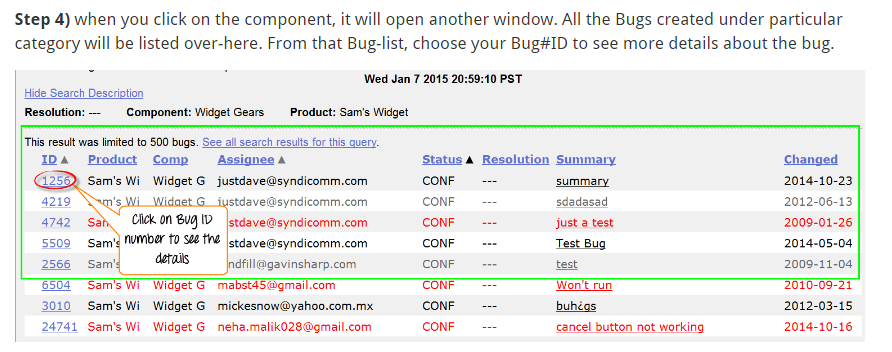 Step 4) when you click on the component, it will open another window. All the Bugs created under particular
category will be listed over-here. From that Bug-list, choose your Bug#ID to see more details about the bug.
Wed Jan 7 2015 20:59:10 PST
Hide Search Description
Resolution: --- Component: Widget Gears Product: Sam's Widget
This result was limited to 500 bugs. See all search results for this query.
ID ▲ Product Comp Assignee ▲ Status ▲ Resolution Summary Changed
1256 Sam's Wi Widget G justdave@syndicomm.com CONF --- summary 2014-10-23
4219 Sam's Wi Widget G justdave@syndicomm.com CONF --- sdadasad 2012-06-13
4742 Sam' stdave@syndicomm.com CONF --- just a test 2009-01-26
5509 Sam's stdave@syndicomm.com CONF --- Test Bug 2014-05-04
2566 Sam's ndfill@gavinsharp.com CONF --- test 2009-11-04
Click on Bug ID
number to see the
details
6504 Sam's Wi Widget G mabst45@gmail.com CONF --- Won't run 2010-09-21
3010 Sam's Wi Widget G mickesnow@yahoo.com.mx CONF --- buh¿gs 2012-03-15
24741 Sam's Wi Widget G neha.malik028@gmail.com CONF --- cancel button not working 2014-10-16